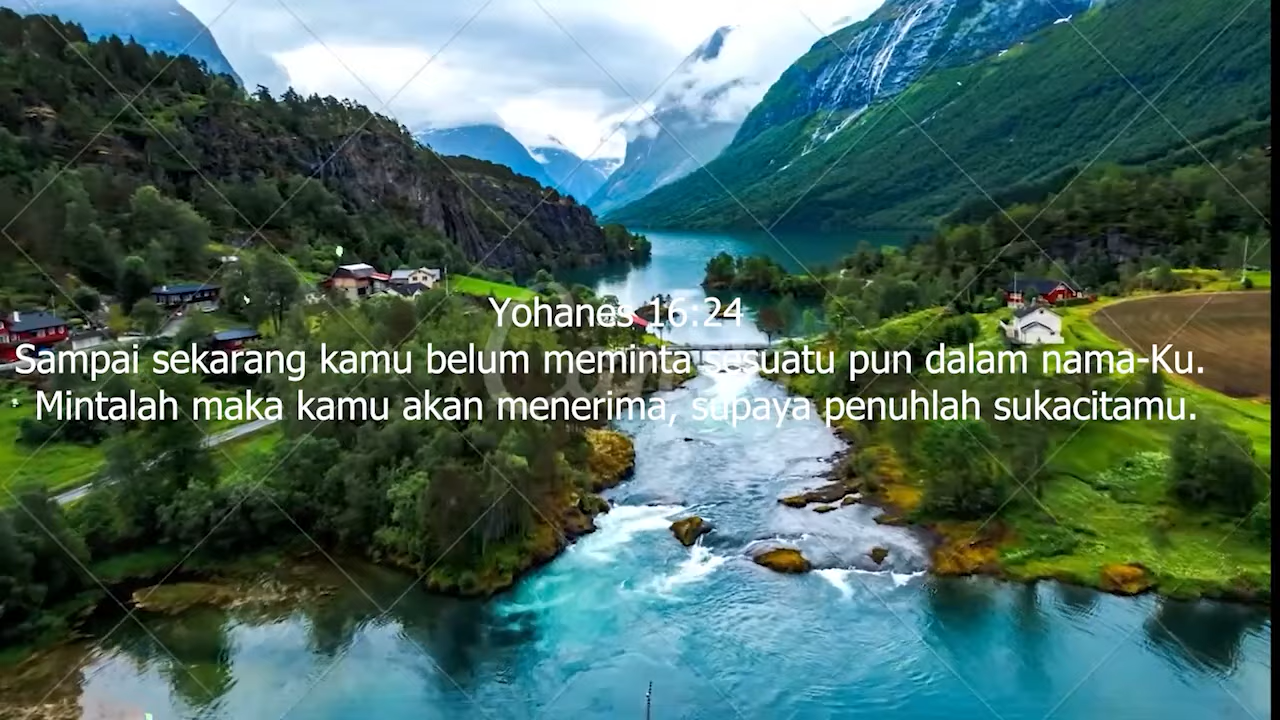 Yohanes 16:24
Sampai sekarang kamu belum meminta sesuatu pun dalam nama-Ku.
Mintalah maka kamu akan menerima, supaya penuhlah sukacitamu.